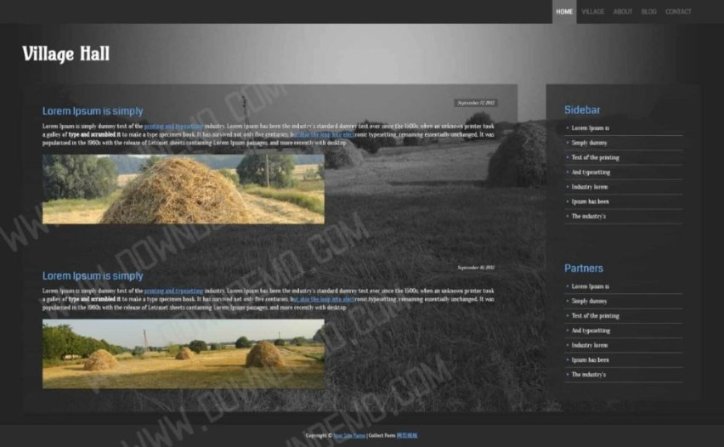 HOME VILLAGE ABOUT BLOG CONTACT
Village Hall
September 17 2012
Lorem Ipsum is simply
Lorem Ipsum is simply dummy text of the printing and typesetting industry. Lorem Ipsum has been the industry's standard dummy text ever since the 1500s, when an unknown printer took
a galley of type and scrambled it to make a type specimen book. It has survived not only five centuries, but also the leap into electronic typesetting, remaining essentially unchanged. It was
popularised in the 1960s with the release of Letraset sheets containing Lorem Ipsum passages, and more recently with desktop
September
Lorem Ipsum is simply
Lorem Ipsum is simply dummy text of the printing and typesetting industry. Lorem Ipsum has been the industry's standard dummy text ever since the 1500s, when an unknown printer took
a galley of type and scrambled it to make a type specimen book. It has survived not only five centuries, but also the leap into electronic typesetting, remaining essentially unchanged. It was
popularised in the 1960s with the release of Letraset sheets containing Lorem Ipsum passages, and more recently with desktop
Sidebar
Lorem Ipsum is
Simply dummy
Text of the printing
And typesetting
Industry lorem
Ipsum has been
The industry's
Partners
Lorem Ipsum is
Simply dummy
Text of the printing
And typesetting
Industry lorem
Ipsum has been
The industry's
Copyright © Your Site Name | Collect From 网页模板